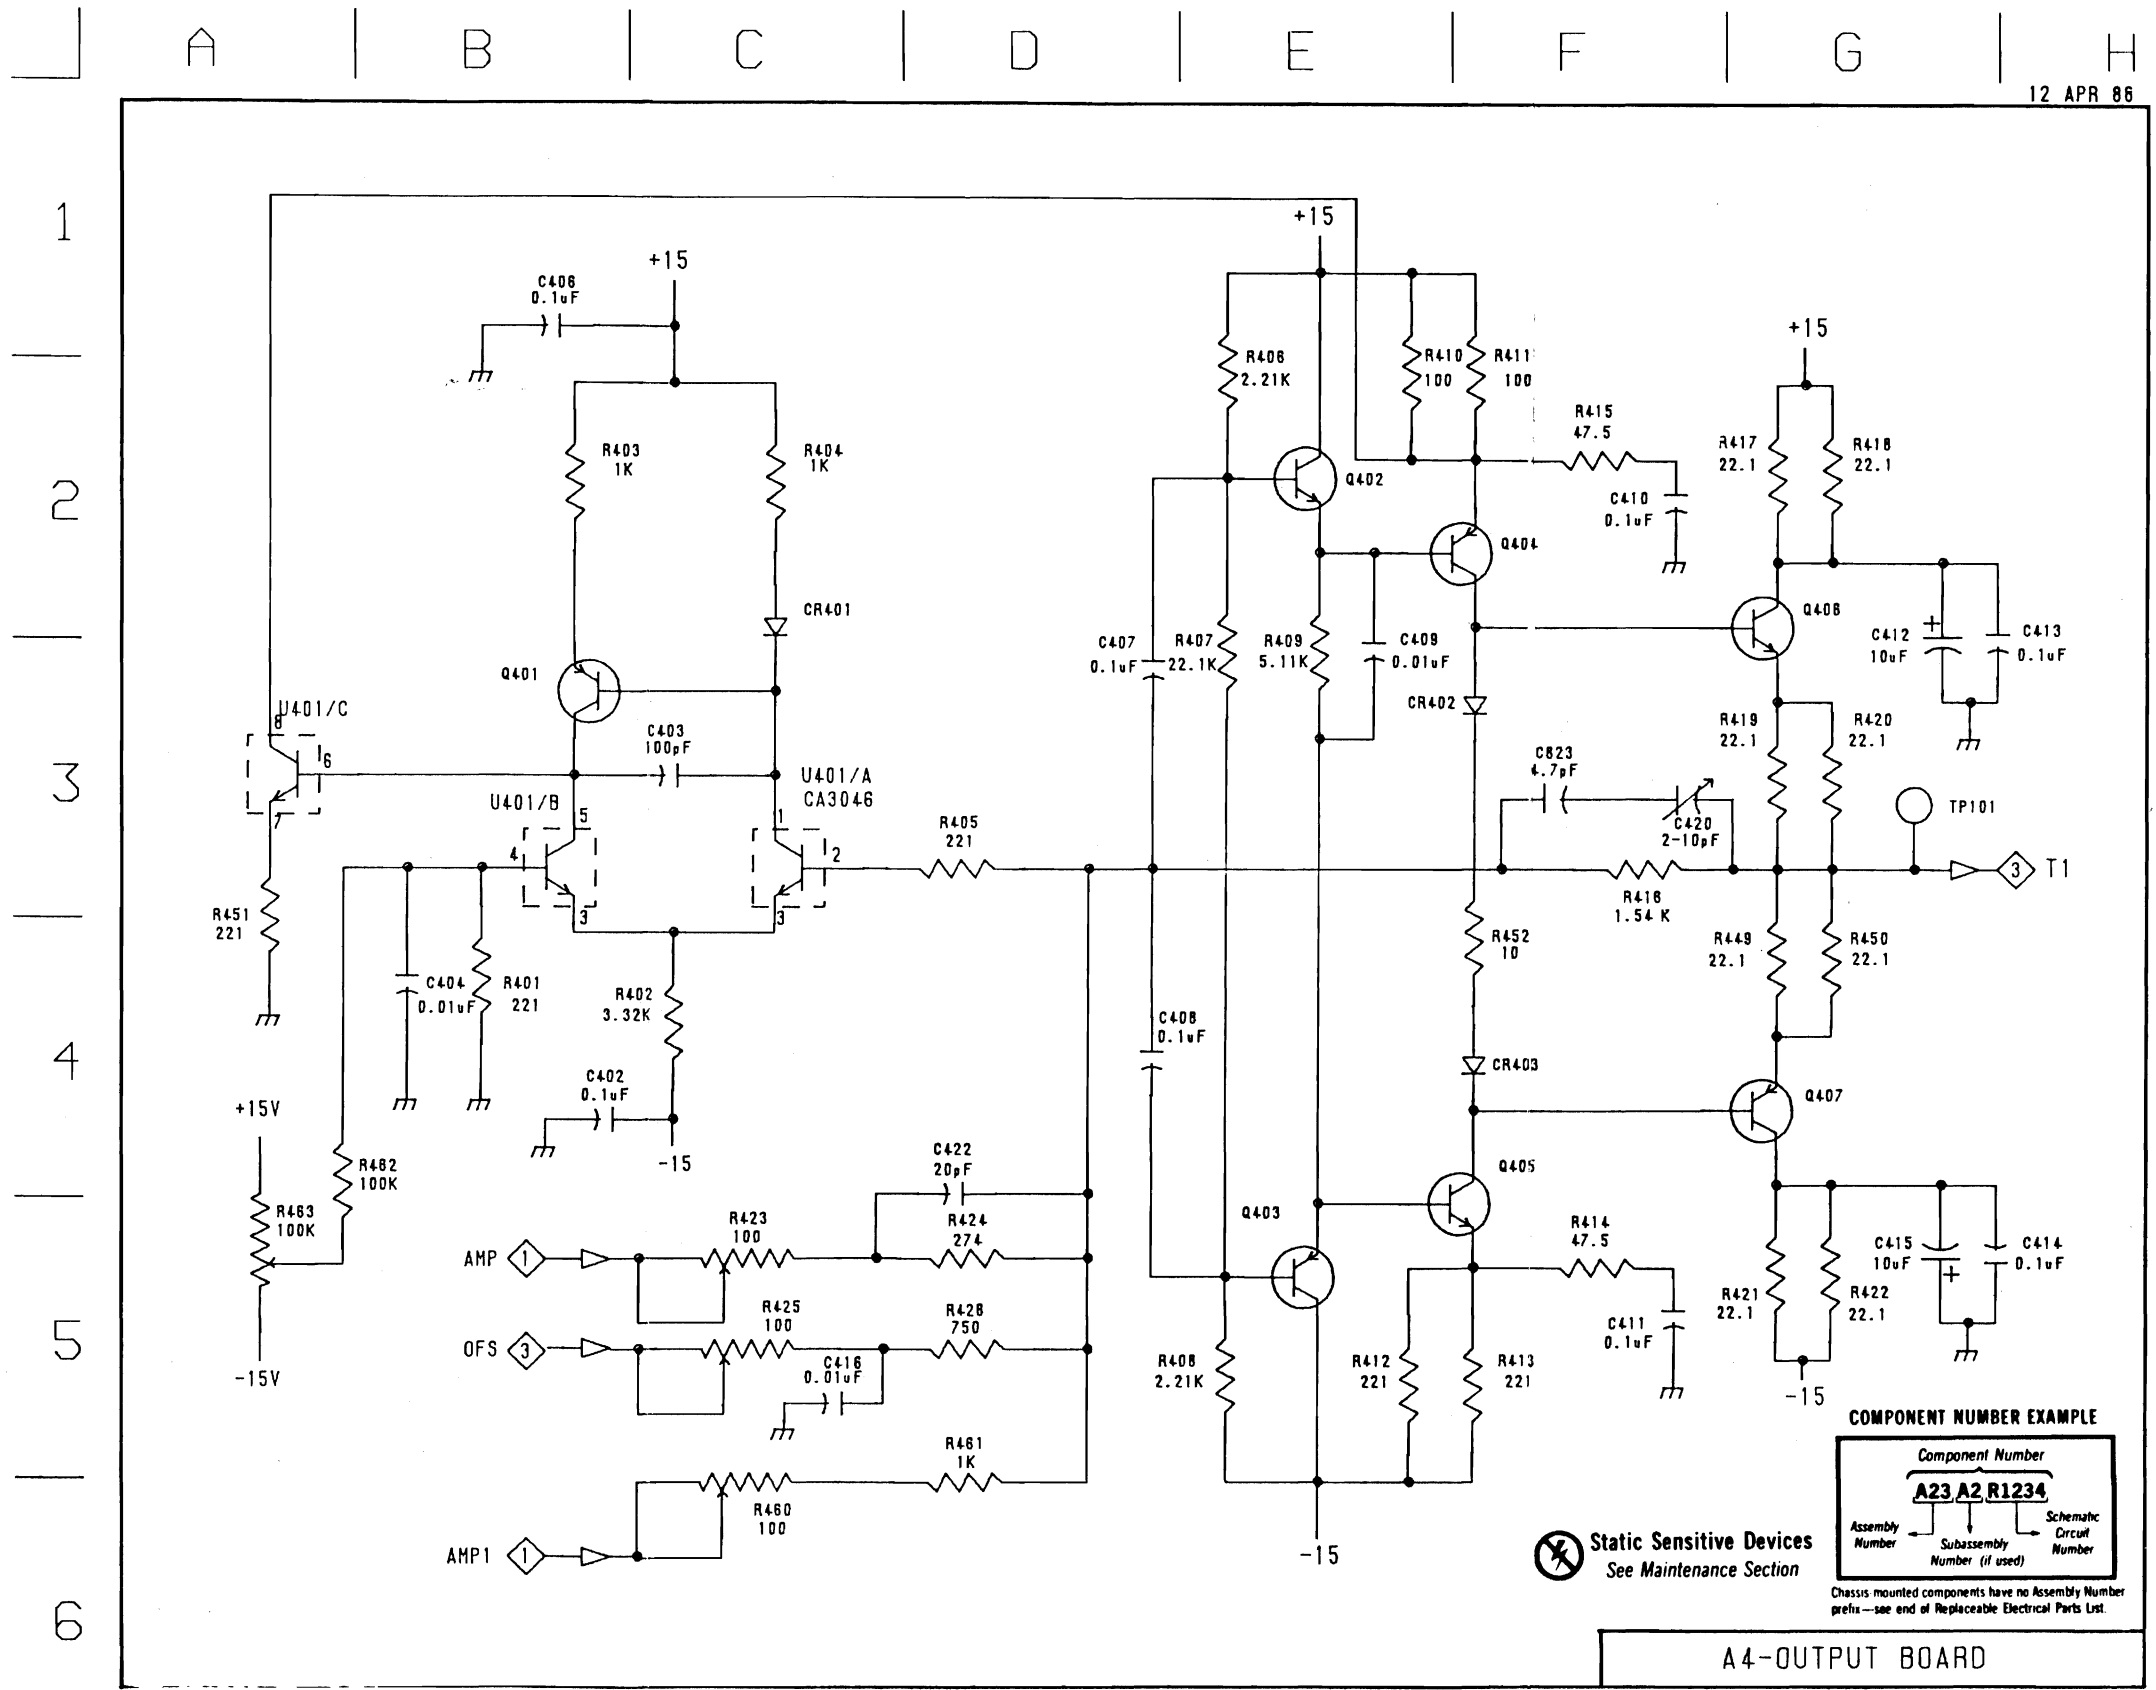 A B C D E F G H
12 APR 86
1
2
3
4
5
6
+15
+15
+15
C406
0.1uF
R406
2.21K
R410
100
R411
100
R415
47.5
R403
1K
R404
1K
R417
22.1
R418
22.1
Q402
C410
0.1uF
Q404
CR401
Q406
C407
0.1uF
R407
22.1K
R409
5.11K
C409
0.01uF
C412
10uF
+
C413
0.1uF
Q401
CR402
U401/C
8
6
7
C403
100pF
R419
22.1
R420
22.1
U401/A
CA3046
C823
4.7pF
C420
2-10pF
TP101
U401/B
5
4
3
1
2
3
R405
221
3 T1
R416
1.54 K
R451
221
R452
10
R449
22.1
R450
22.1
C404
0.01uF
R401
221
R402
3.32K
C408
0.1uF
CR403
C402
0.1uF
Q407
+15V
-15
R462
100K
C422
20pF
Q405
R463
100K
R423
100
R424
274
Q403
R414
47.5
AMP 1
C415
10uF
+
C414
0.1uF
R425
100
R426
750
R421
22.1
R422
22.1
OFS 3
C411
0.1uF
C416
0.01uF
R408
2.21K
R412
221
R413
221
-15V
-15
R461
1K
R460
100
AMP1 1
-15
COMPONENT NUMBER EXAMPLE
Component Number
A23 A2 R1234
Assembly
Number
Subassembly
Number (if used)
Schematic
Circuit
Number
Static Sensitive Devices
See Maintenance Section
Chassis-mounted components have no Assembly Number
prefix—see end of Replaceable Electrical Parts List.
A4-OUTPUT BOARD